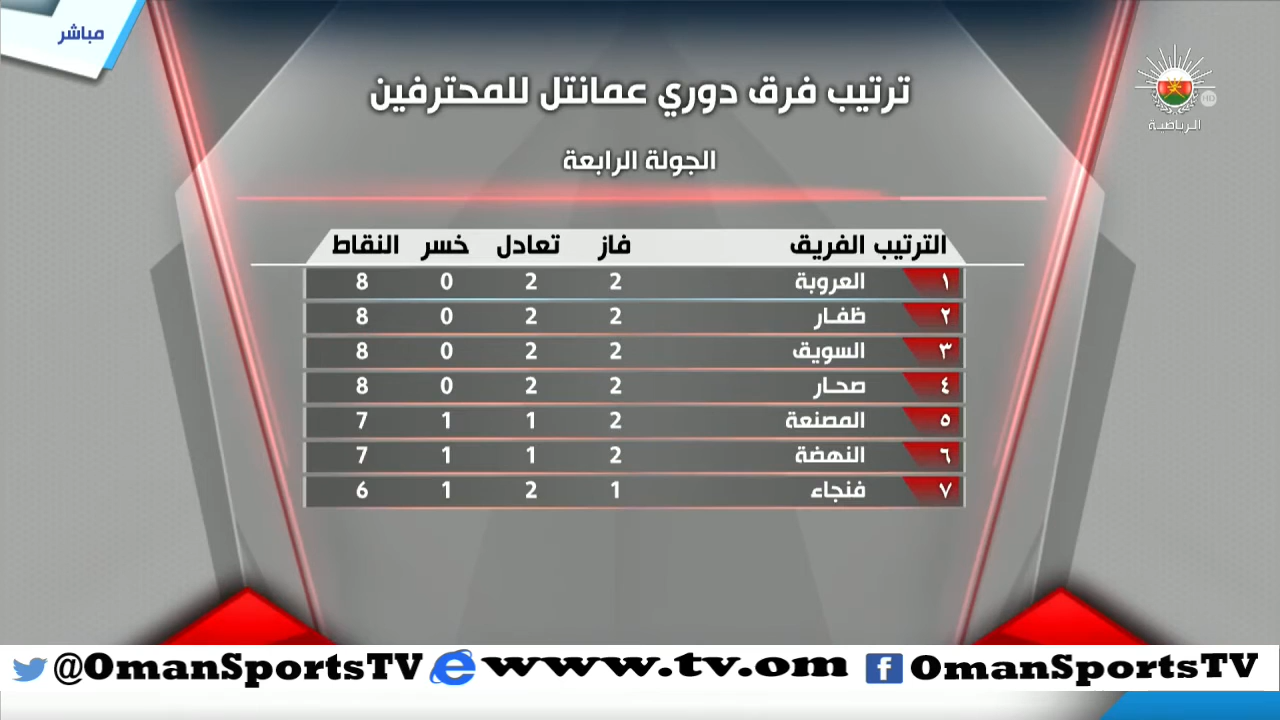 مباشر
ترتيب فرق دوري عمانتل للمحترفين
الرياضية
HD
الجولة الرابعة
الترتيب الفريق فاز تعادل خسر النقاط
١ العروبة 2 2 0 8
٢ ظفـار 2 2 0 8
٣ السويق 2 2 0 8
٤ صحـار 2 2 0 8
٥ المصنعة 2 1 1 7
٦ النهضة 2 1 1 7
٧ فنجاء 1 2 1 6
@OmanSportsTV www.tv.om OmanSportsTV